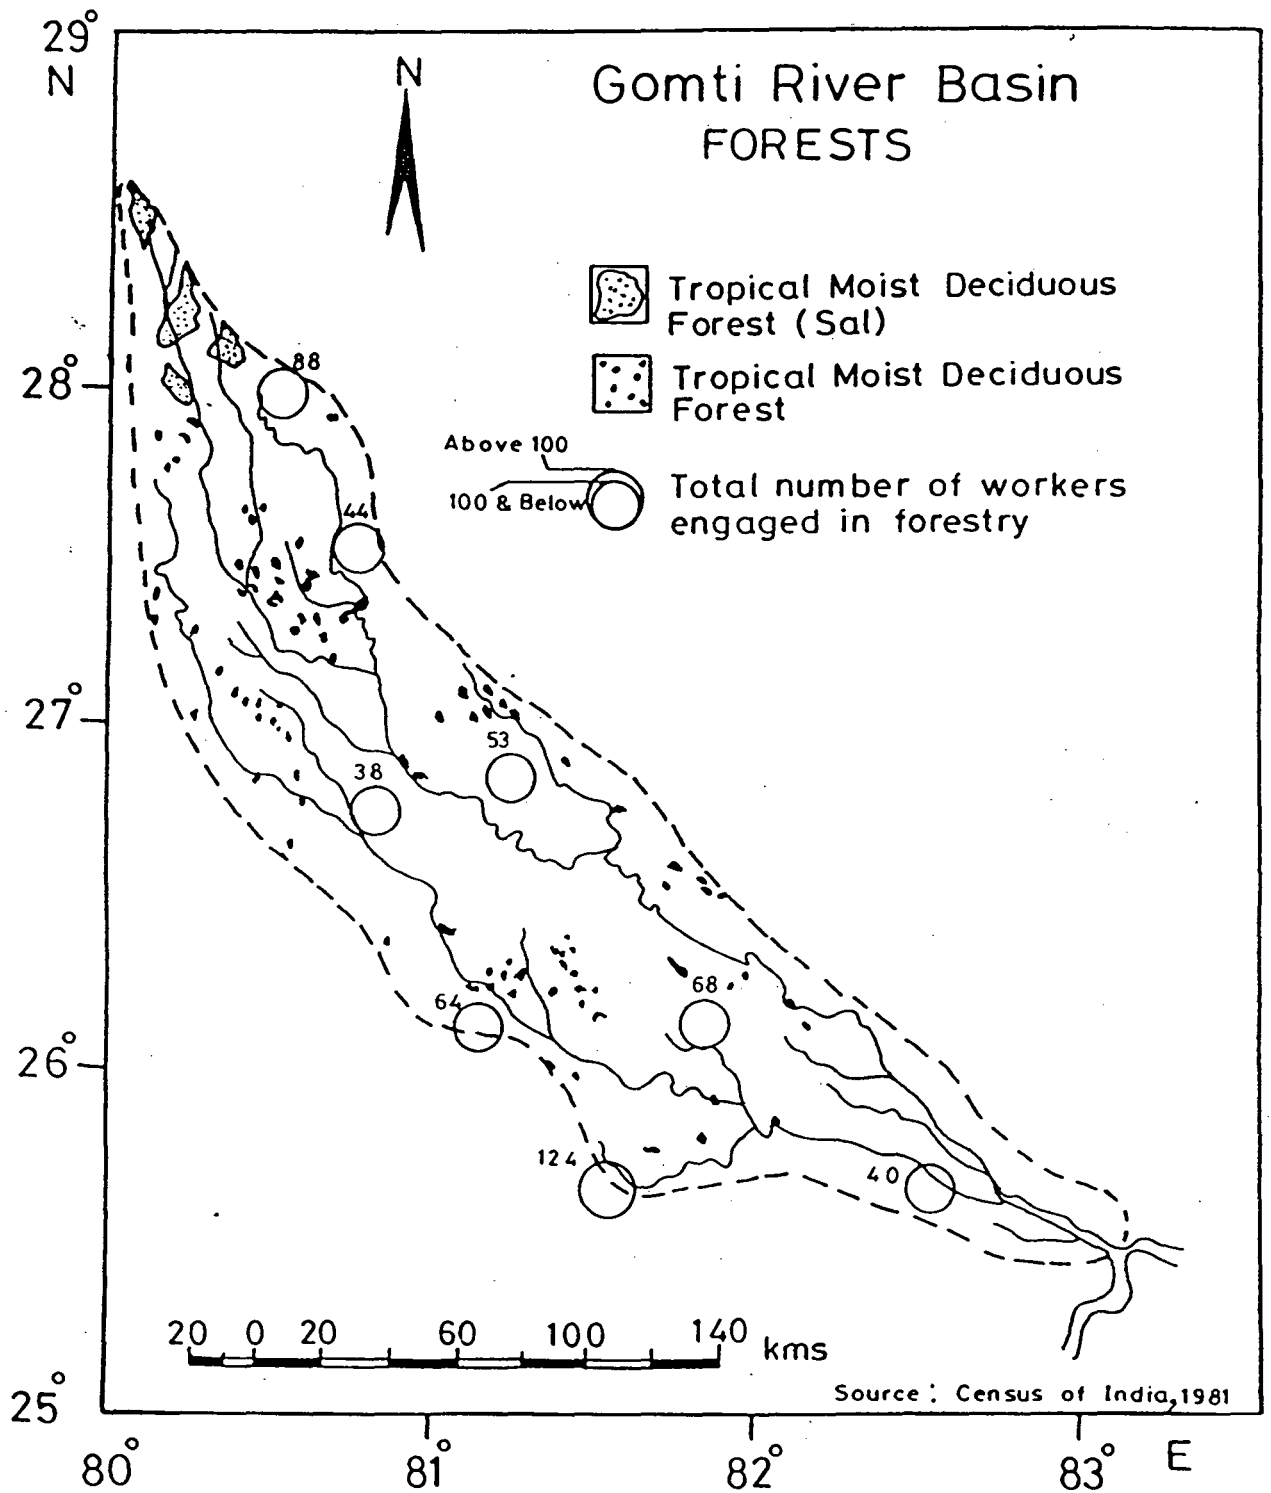 29°
N
N
Gomti River Basin
FORESTS
Tropical Moist Deciduous
Forest (Sal)
88
28°
Tropical Moist Deciduous
Forest
Above 100
100 & Below
Total number of workers
engaged in forestry
44
27°
53
38
68
64
26°
124
40
20 0 20 60 100 140 kms
Source: Census of India, 1981
25°
80° 81° 82° 83° E